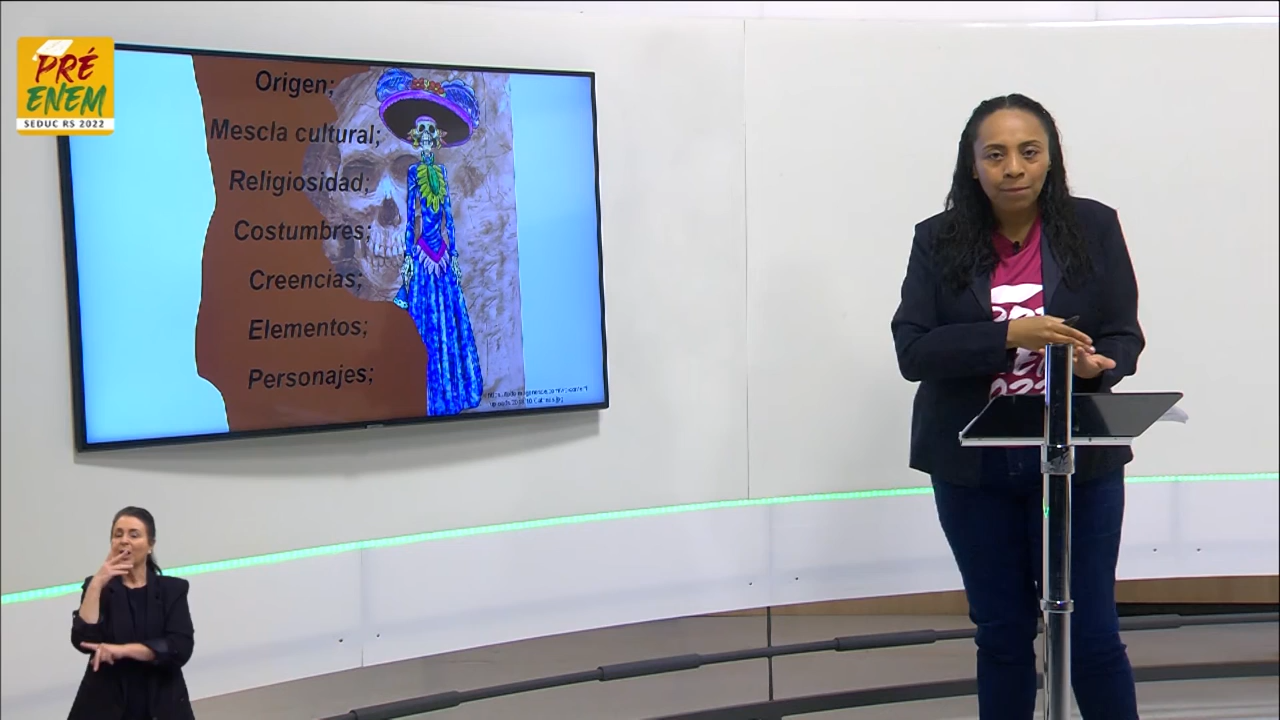 PRÉ
ENEM
SEDUC RS 2022
Origen;
Mescla cultural;
Religiosidad;
Costumbres;
Creencias;
Elementos;
Personajes;